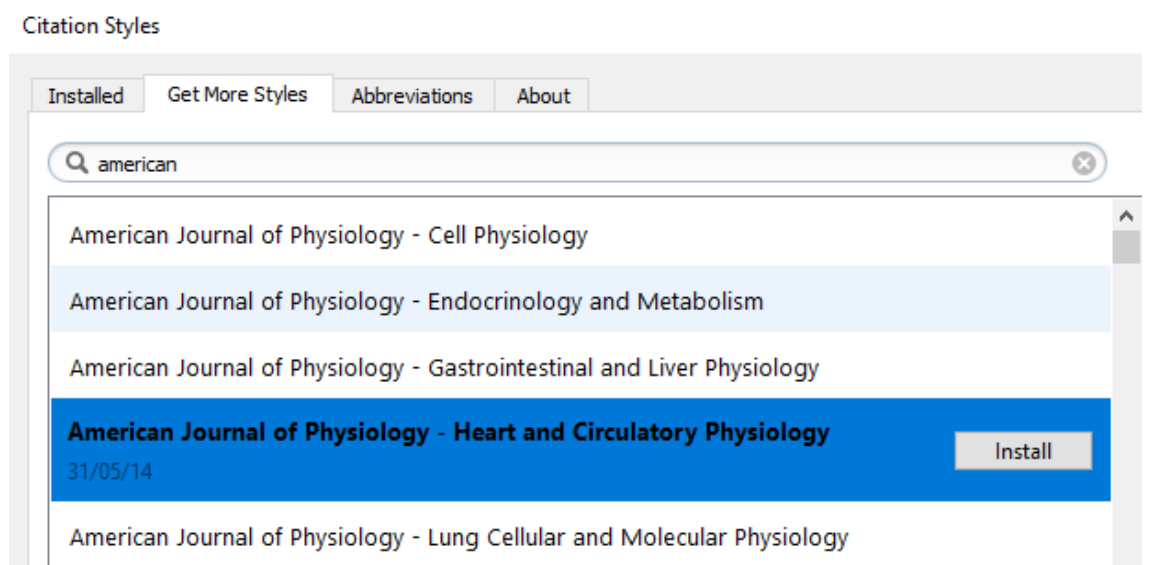 Citation Styles
Installed Get More Styles Abbreviations About
american
American Journal of Physiology - Cell Physiology
American Journal of Physiology - Endocrinology and Metabolism
American Journal of Physiology - Gastrointestinal and Liver Physiology
American Journal of Physiology - Heart and Circulatory Physiology
31/05/14
Install
American Journal of Physiology - Lung Cellular and Molecular Physiology